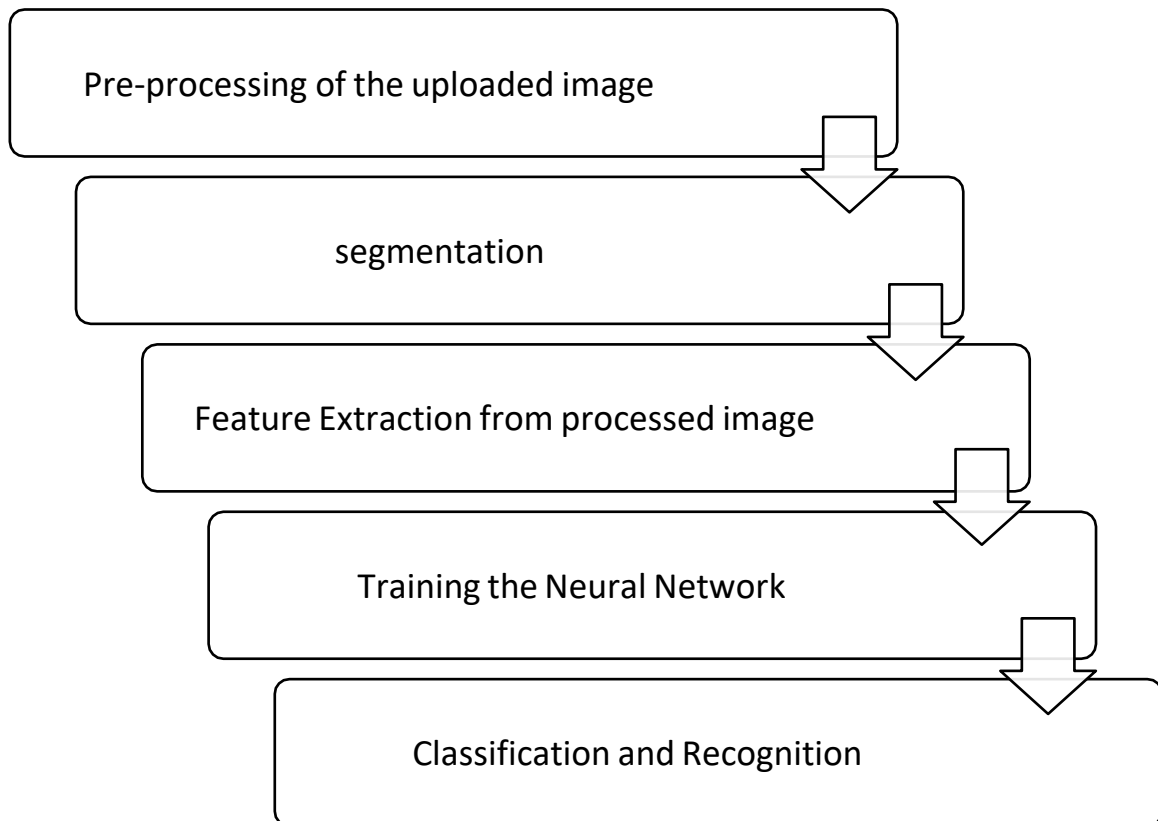 Pre-processing of the uploaded image
segmentation
Feature Extraction from processed image
Training the Neural Network
Classification and Recognition